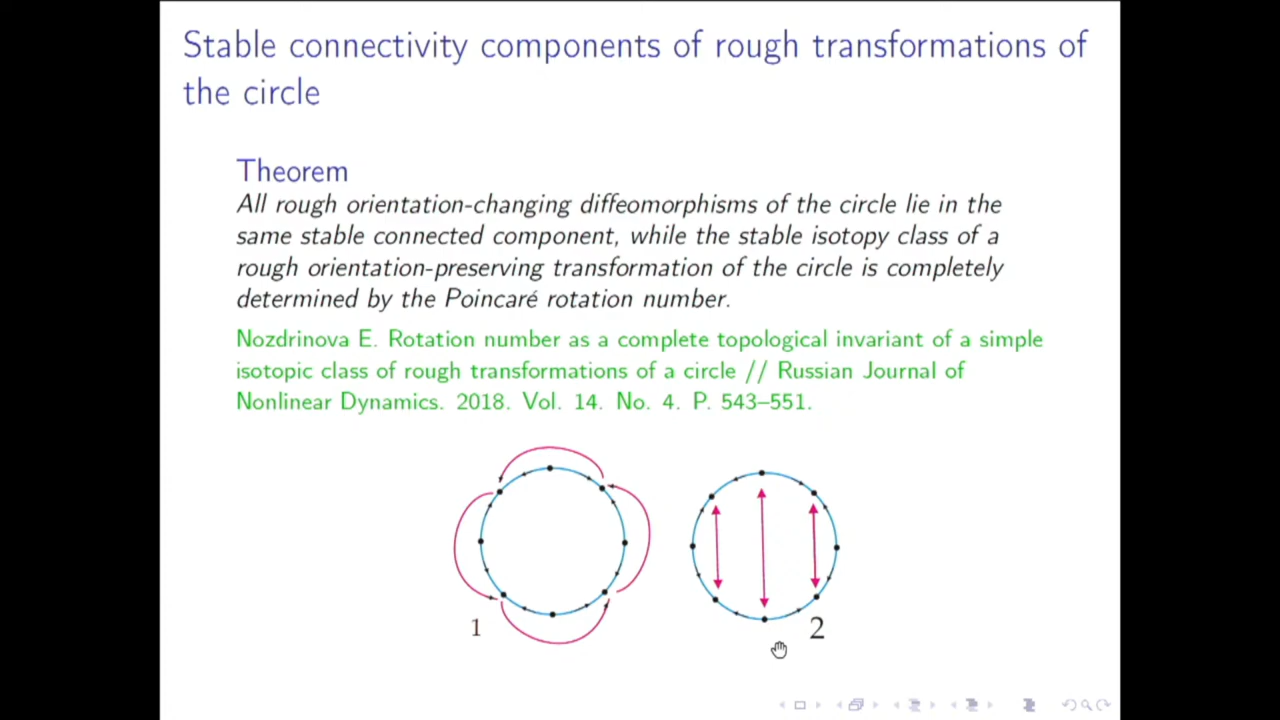 Stable connectivity components of rough transformations of
the circle
Theorem
All rough orientation-changing diffeomorphisms of the circle lie in the
same stable connected component, while the stable isotopy class of a
rough orientation-preserving transformation of the circle is completely
determined by the Poincaré rotation number.
Nozdrinova E. Rotation number as a complete topological invariant of a simple
isotopic class of rough transformations of a circle // Russian Journal of
Nonlinear Dynamics. 2018. Vol. 14. No. 4. P. 543–551.
1
2